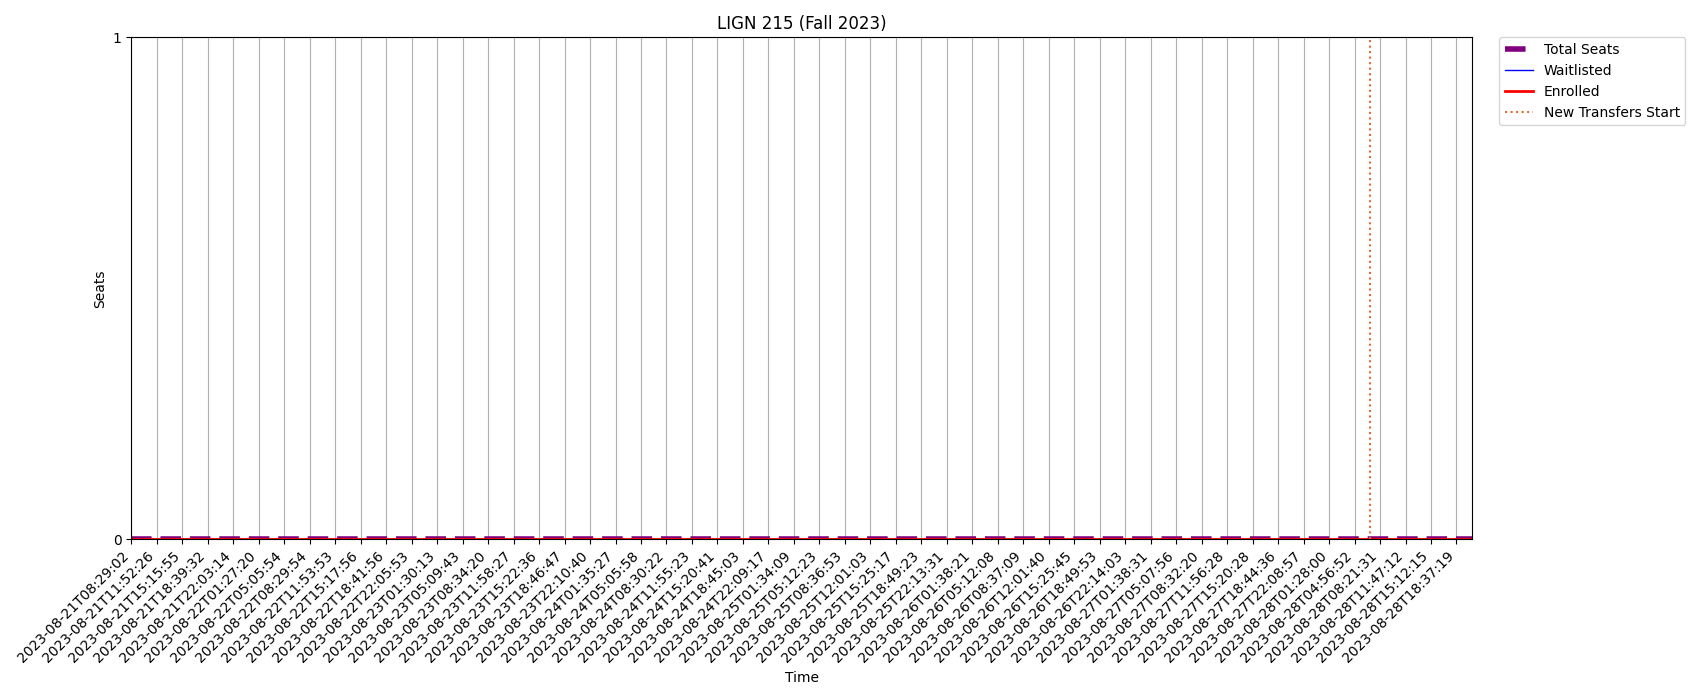 LIGN 215 (Fall 2023)
1
0
Seats
Total Seats
Waitlisted
Enrolled
New Transfers Start
2023-08-21T08:29:02
2023-08-21T11:52:26
2023-08-21T15:15:55
2023-08-21T18:39:32
2023-08-21T22:03:14
2023-08-22T01:27:20
2023-08-22T05:05:54
2023-08-22T08:29:54
2023-08-22T11:53:53
2023-08-22T15:17:56
2023-08-22T18:41:56
2023-08-22T22:05:53
2023-08-23T01:30:13
2023-08-23T05:09:43
2023-08-23T08:34:20
2023-08-23T11:58:27
2023-08-23T15:22:36
2023-08-23T18:46:47
2023-08-23T22:10:40
2023-08-24T01:35:27
2023-08-24T05:05:58
2023-08-24T08:30:22
2023-08-24T11:55:23
2023-08-24T15:20:41
2023-08-24T18:45:03
2023-08-24T22:09:17
2023-08-25T01:34:09
2023-08-25T05:12:23
2023-08-25T08:36:53
2023-08-25T12:01:03
2023-08-25T15:25:17
2023-08-25T18:49:23
2023-08-25T22:13:31
2023-08-26T01:38:21
2023-08-26T05:12:08
2023-08-26T08:37:09
2023-08-26T12:01:40
2023-08-26T15:25:45
2023-08-26T18:49:53
2023-08-26T22:14:03
2023-08-27T01:38:31
2023-08-27T05:07:56
2023-08-27T08:32:20
2023-08-27T11:56:28
2023-08-27T15:20:28
2023-08-27T18:44:36
2023-08-27T22:08:57
2023-08-28T01:28:00
2023-08-28T04:56:52
2023-08-28T08:21:31
2023-08-28T11:47:12
2023-08-28T15:12:15
2023-08-28T18:37:19
Time